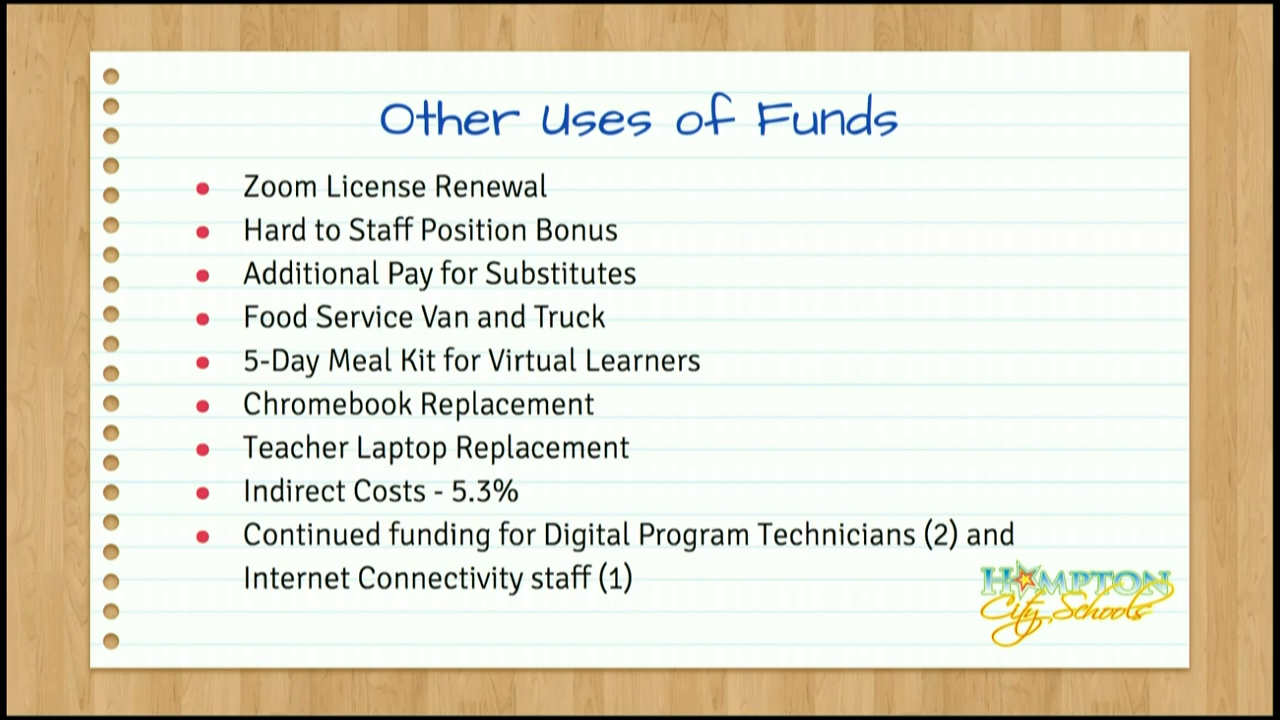 Other Uses of Funds
• Zoom License Renewal
• Hard to Staff Position Bonus
• Additional Pay for Substitutes
• Food Service Van and Truck
• 5-Day Meal Kit for Virtual Learners
• Chromebook Replacement
• Teacher Laptop Replacement
• Indirect Costs - 5.3%
• Continued funding for Digital Program Technicians (2) and
Internet Connectivity staff (1)
HAMPTON
City Schools